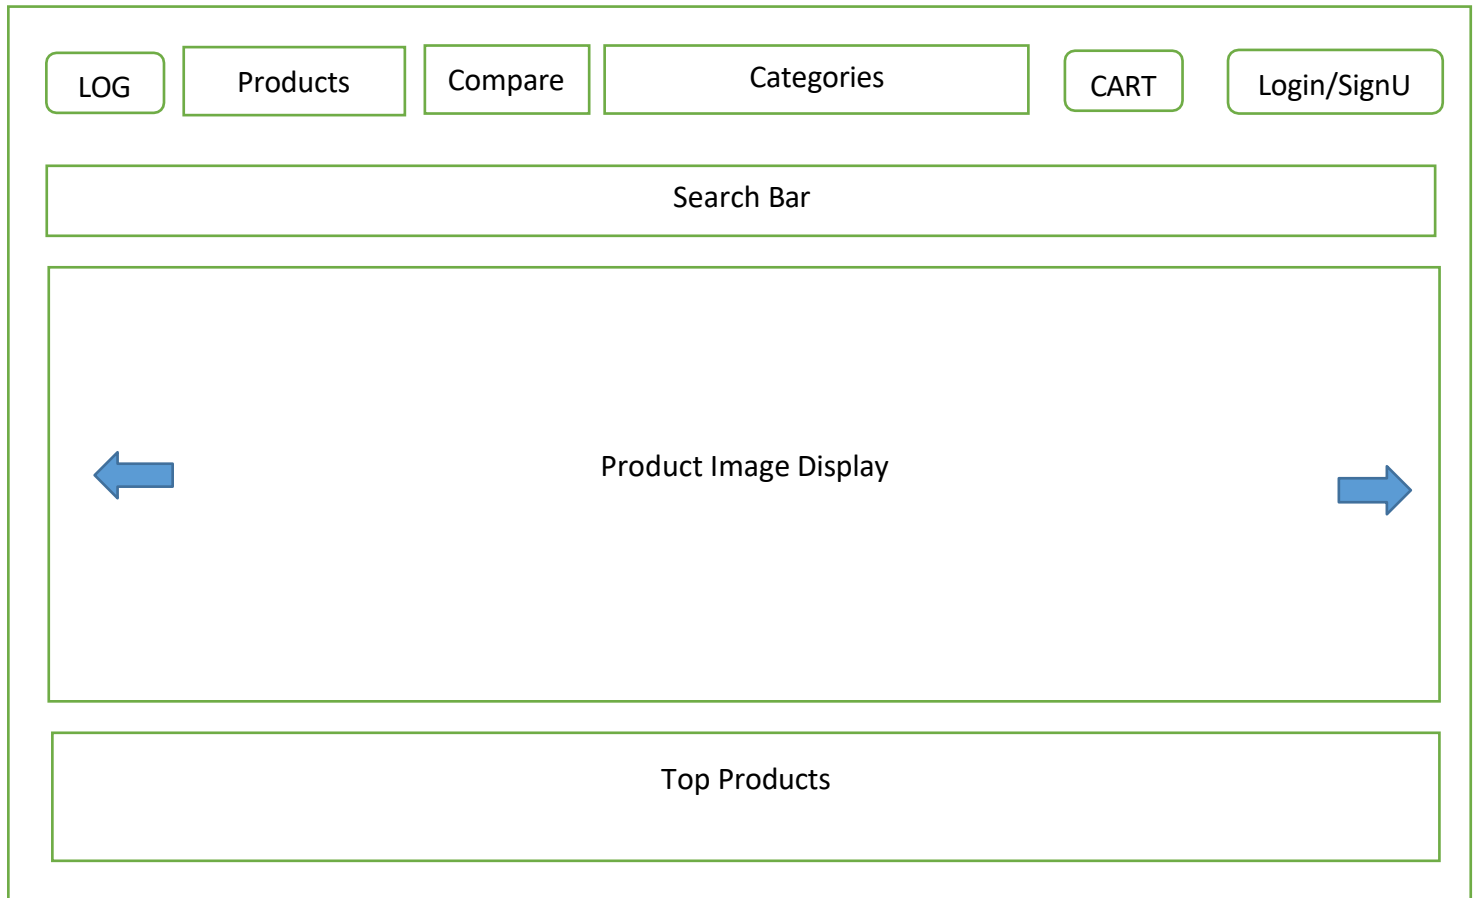 LOG
Products
Compare
Categories
CART
Login/SignU
Search Bar
Product Image Display
Top Products